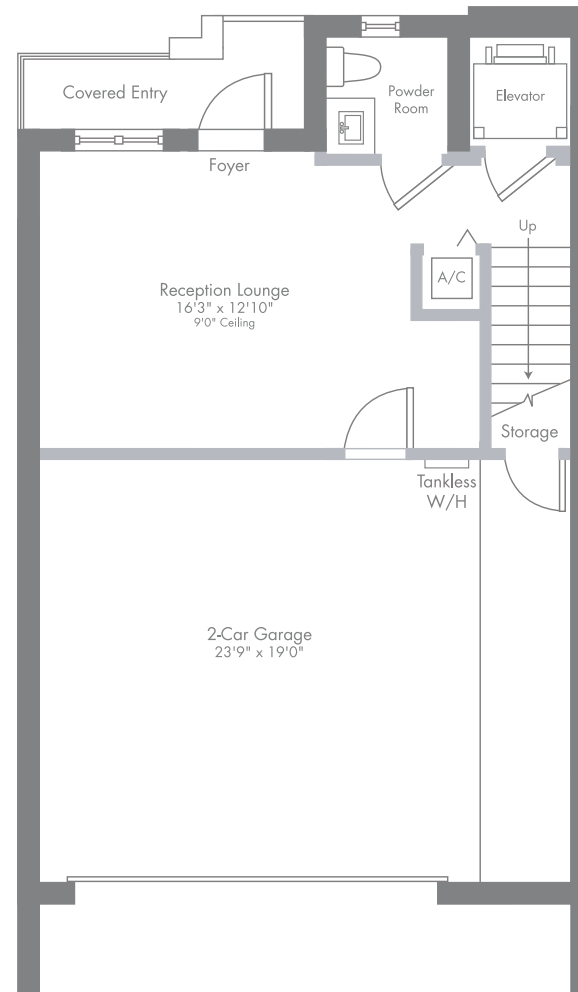 Covered Entry
Powder
Room
Elevator
Foyer
Up
A/C
Reception Lounge
16'3" x 12'10"
9'0" Ceiling
Storage
Tankless
W/H
2-Car Garage
23'9" x 19'0"